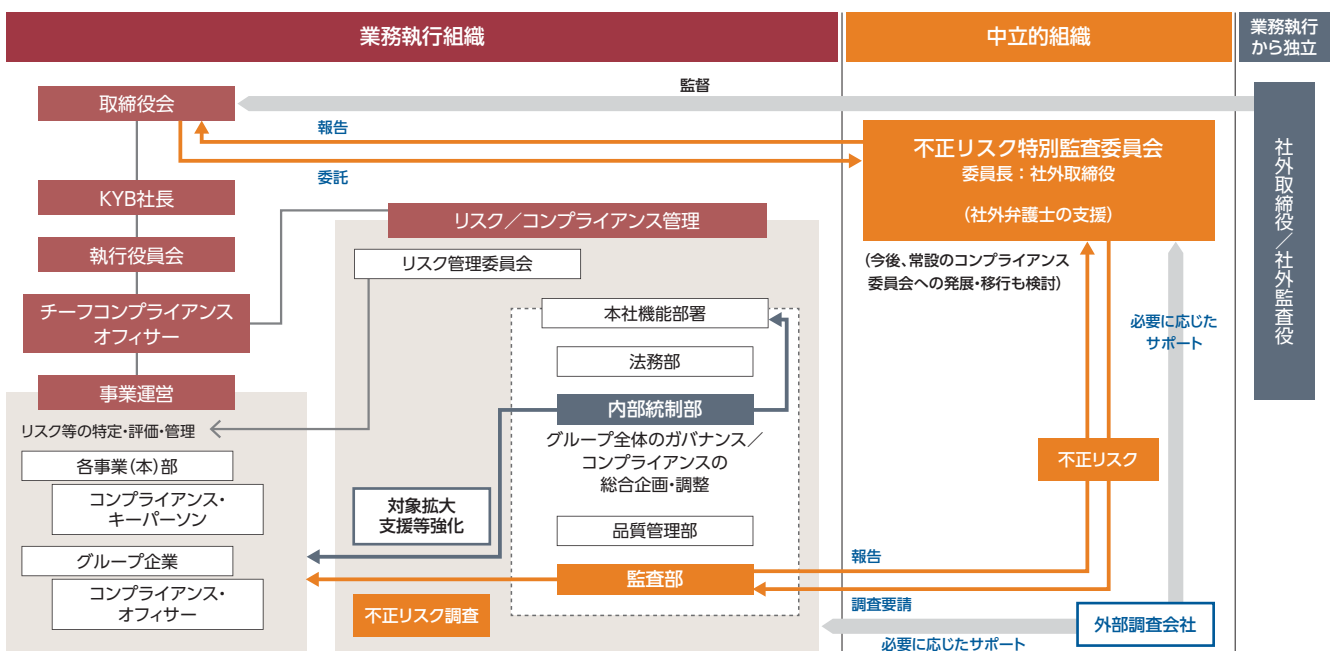 業務執行組織
中立的組織
業務執行
から独立
監督
取締役会
報告
委託
不正リスク特別監査委員会
委員長：社外取締役
（社外弁護士の支援）
社外取締役／社外監査役
KYB社長
リスク／コンプライアンス管理
執行役員会
リスク管理委員会
（今後、常設のコンプライアンス
委員会への発展・移行も検討）
チーフコンプライアンス
オフィサー
本社機能部署
必要に応じた
サポート
法務部
事業運営
内部統制部
リスク等の特定・評価・管理
グループ全体のガバナンス／
コンプライアンスの
総合企画・調整
各事業（本）部
不正リスク
コンプライアンス・
キーパーソン
対象拡大
支援等強化
品質管理部
グループ企業
報告
監査部
コンプライアンス・
オフィサー
不正リスク調査
調査要請
外部調査会社
必要に応じたサポート